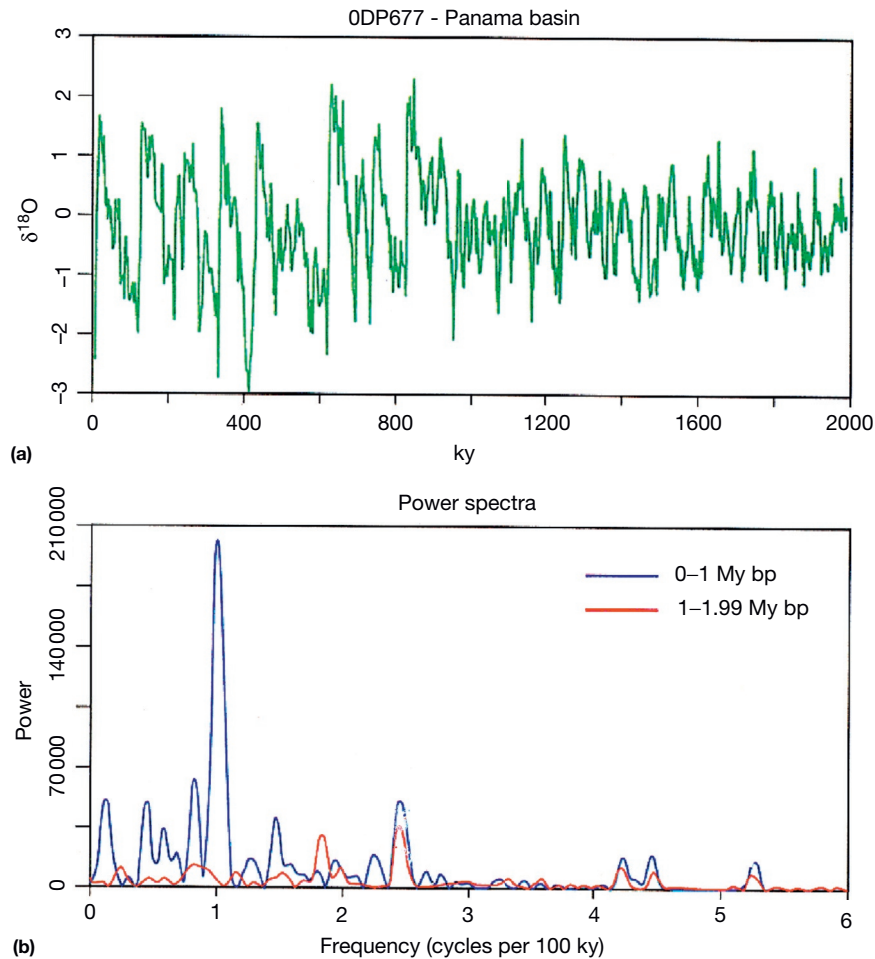 0DP677 - Panama basin
3
2
1
0
−1
−2
−3
δ18O
0
400
800
1200
1600
2000
ky
(a)
Power spectra
210 000
140 000
70 000
0
Power
0–1 My bp
1–1.99 My bp
0
1
2
3
4
5
6
Frequency (cycles per 100 ky)
(b)